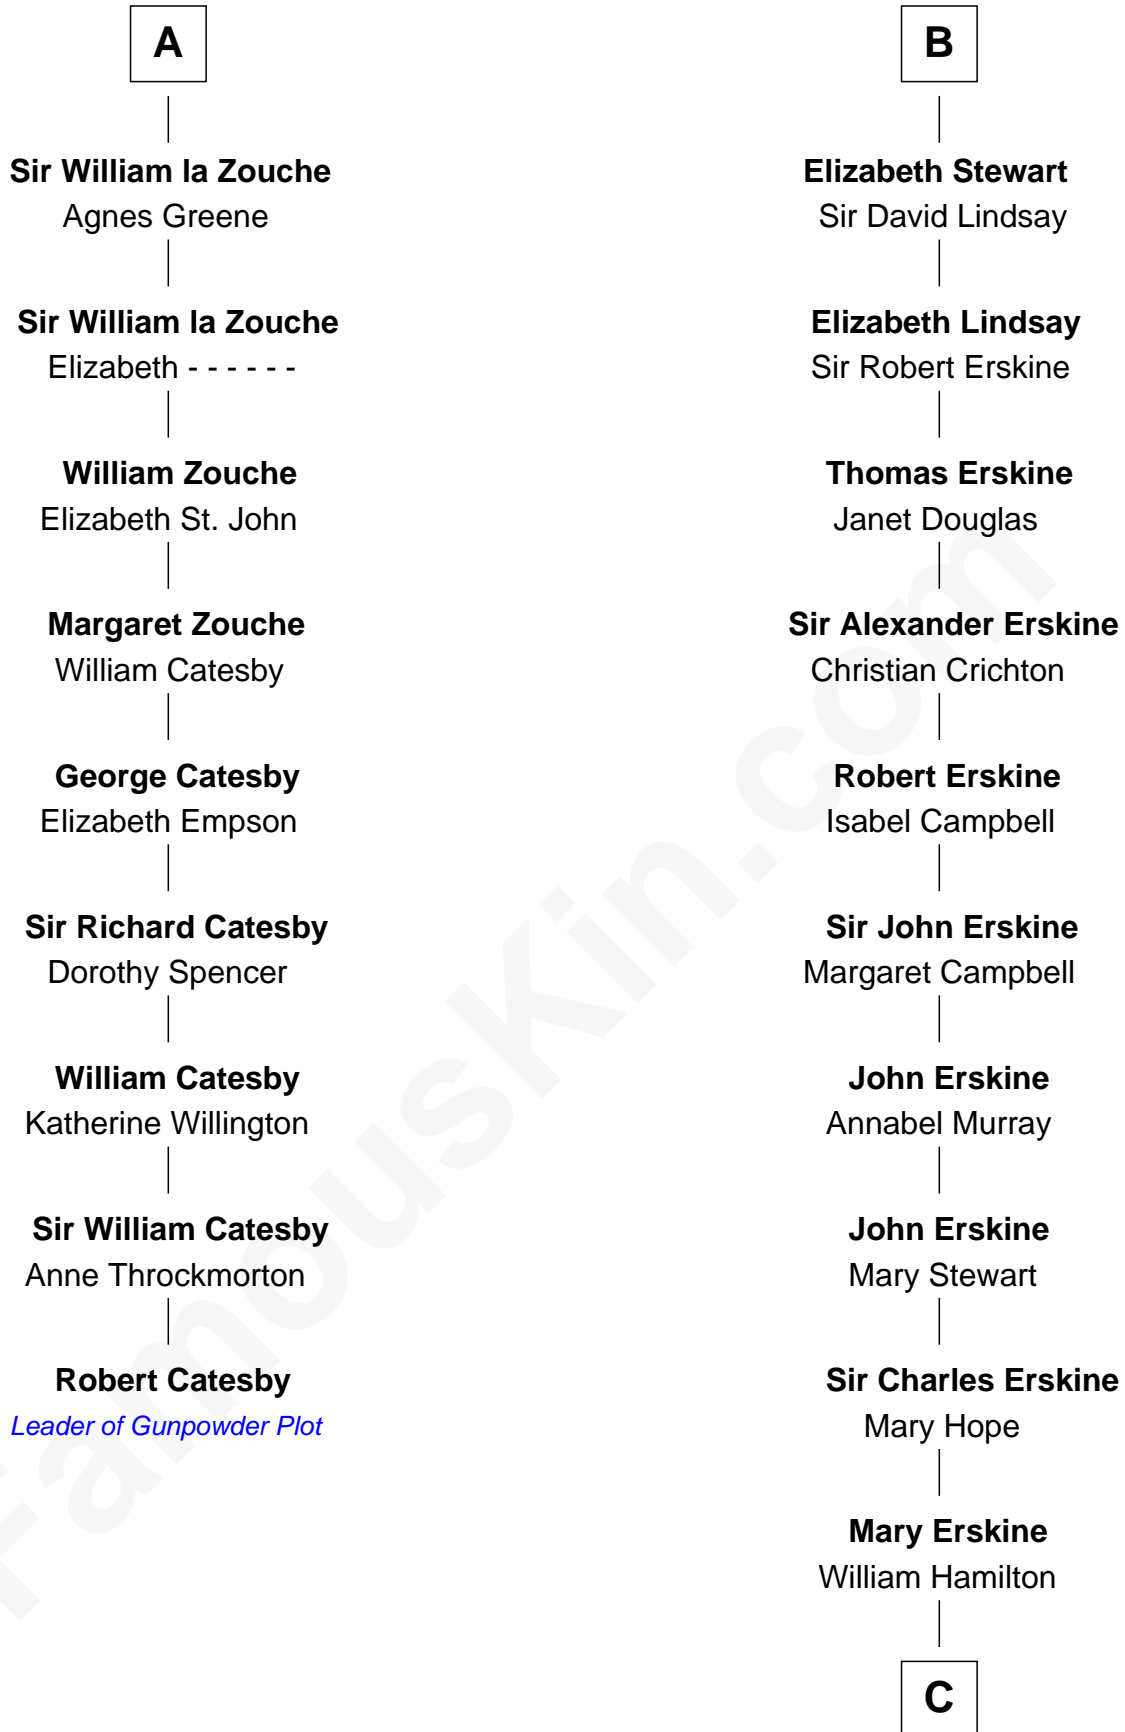 A
Sir William la Zouche
Agnes Greene
Sir William la Zouche
Elizabeth - - - - - -
William Zouche
Elizabeth St. John
Margaret Zouche
William Catesby
George Catesby
Elizabeth Empson
Sir Richard Catesby
Dorothy Spencer
William Catesby
Katherine Willington
Sir William Catesby
Anne Throckmorton
Robert Catesby
Leader of Gunpowder Plot
B
Elizabeth Stewart
Sir David Lindsay
Elizabeth Lindsay
Sir Robert Erskine
Thomas Erskine
Janet Douglas
Sir Alexander Erskine
Christian Crichton
Robert Erskine
Isabel Campbell
Sir John Erskine
Margaret Campbell
John Erskine
Annabel Murray
John Erskine
Mary Stewart
Sir Charles Erskine
Mary Hope
Mary Erskine
William Hamilton
C
FamousKin.com